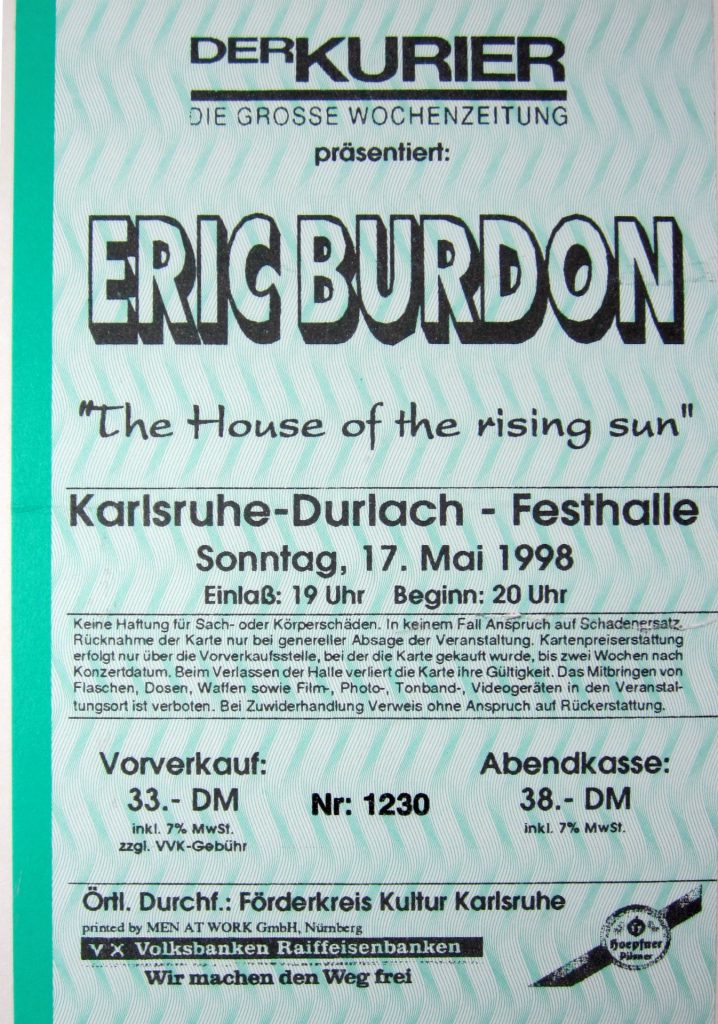 DER KURIER
DIE GROSSE WOCHENZEITUNG
präsentiert:
ERIC BURDON
"The House of the rising sun"
Karlsruhe-Durlach - Festhalle
Sonntag, 17. Mai 1998
Einlaß: 19 Uhr Beginn: 20 Uhr
Keine Haftung für Sach- oder Körperschäden. In keinem Fall Anspruch auf Schadenersatz.
Rücknahme der Karte nur bei genereller Absage der Veranstaltung. Kartenpreiserstattung
erfolgt nur über die Vorverkaufsstelle, bei der die Karte gekauft wurde, bis zwei Wochen nach
Konzertdatum. Beim Verlassen der Halle verliert die Karte ihre Gültigkeit. Das Mitbringen von
Flaschen, Dosen, Waffen sowie Film-, Photo-, Tonband-, Videogeräten in den Veranstal-
tungsort ist verboten. Bei Zuwiderhandlung Verweis ohne Anspruch auf Rückerstattung.
Vorverkauf:
33.- DM
inkl. 7% MwSt.
zzgl. VVK-Gebühr
Nr: 1230
Abendkasse:
38.- DM
inkl. 7% MwSt.
Örtl. Durchf.: Förderkreis Kultur Karlsruhe
printed by MEN AT WORK GmbH, Nürnberg
V X Volksbanken Raiffeisenbanken
Wir machen den Weg frei
Hoepfner
Pilsner